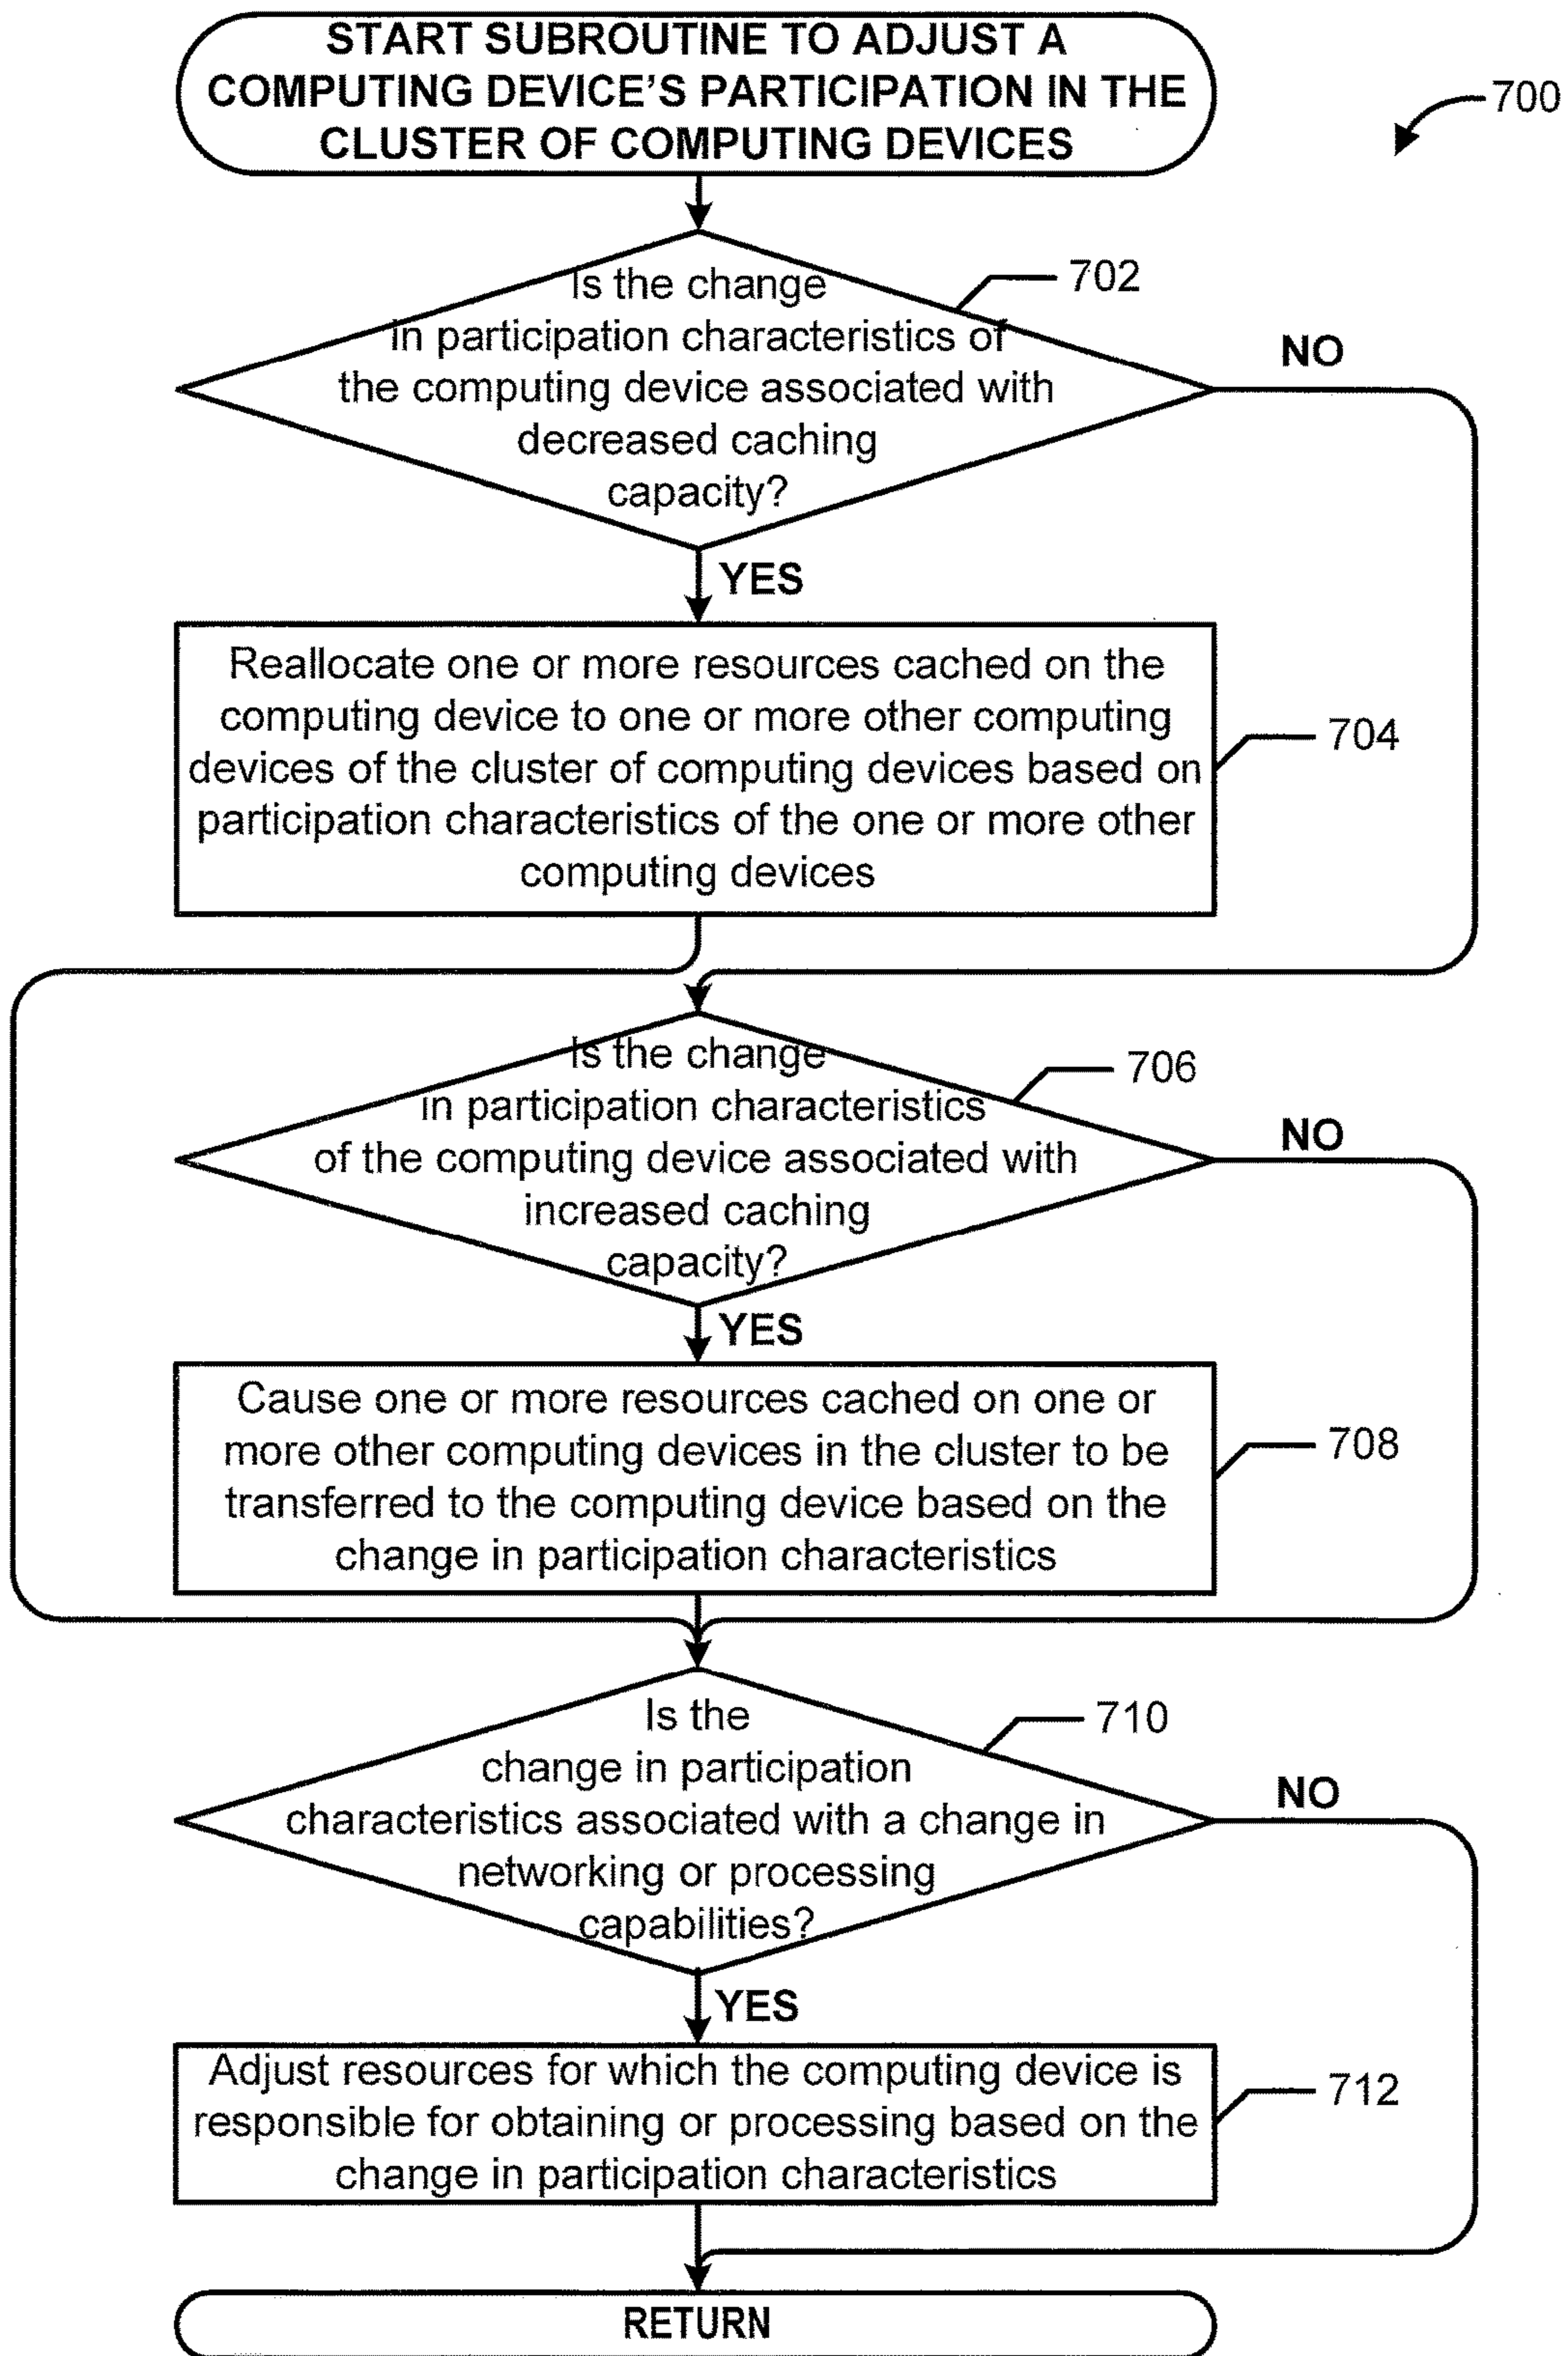 START SUBROUTINE TO ADJUST A
COMPUTING DEVICE'S PARTICIPATION IN THE
CLUSTER OF COMPUTING DEVICES
700
Is the change
in participation characteristics of
the computing device associated with
decreased caching
capacity?
702
NO
YES
Reallocate one or more resources cached on the
computing device to one or more other computing
devices of the cluster of computing devices based on
participation characteristics of the one or more other
computing devices
704
Is the change
in participation characteristics
of the computing device associated with
increased caching
capacity?
706
NO
YES
Cause one or more resources cached on one or
more other computing devices in the cluster to be
transferred to the computing device based on the
change in participation characteristics
708
Is the
change in participation
characteristics associated with a change in
networking or processing
capabilities?
710
NO
YES
Adjust resources for which the computing device is
responsible for obtaining or processing based on the
change in participation characteristics
712
RETURN